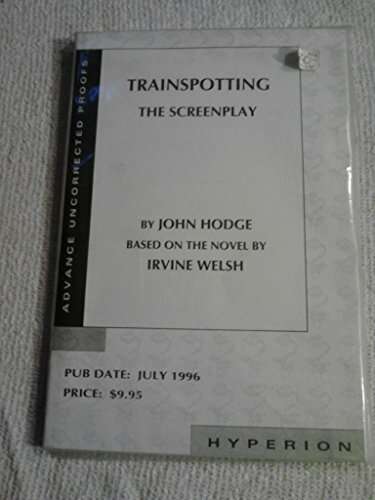 TRAINSPOTTING
THE SCREENPLAY
BY JOHN HODGE
BASED ON THE NOVEL BY
IRVINE WELSH
ADVANCE UNCORRECTED PROOFS
PUB DATE: JULY 1996
PRICE: $9.95
HYPERION